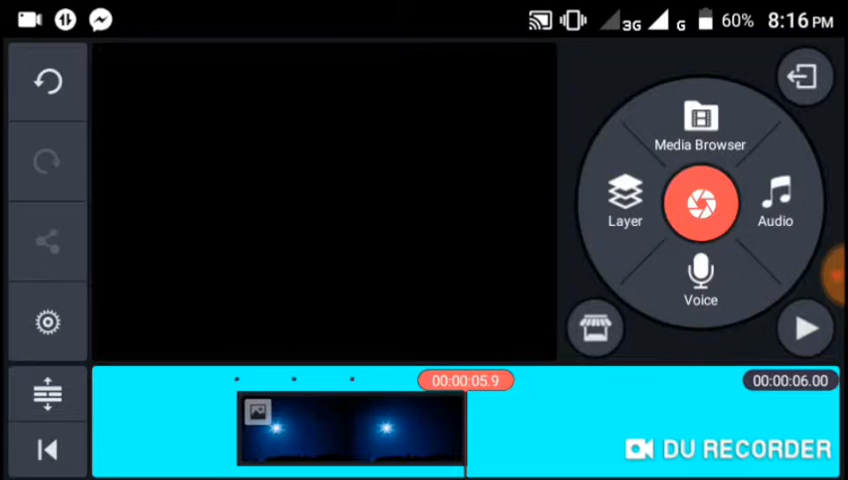 3G G 60% 8:16 PM
Media Browser
Layer
Audio
Voice
00:00:05.9
00:00:06.00
DU RECORDER